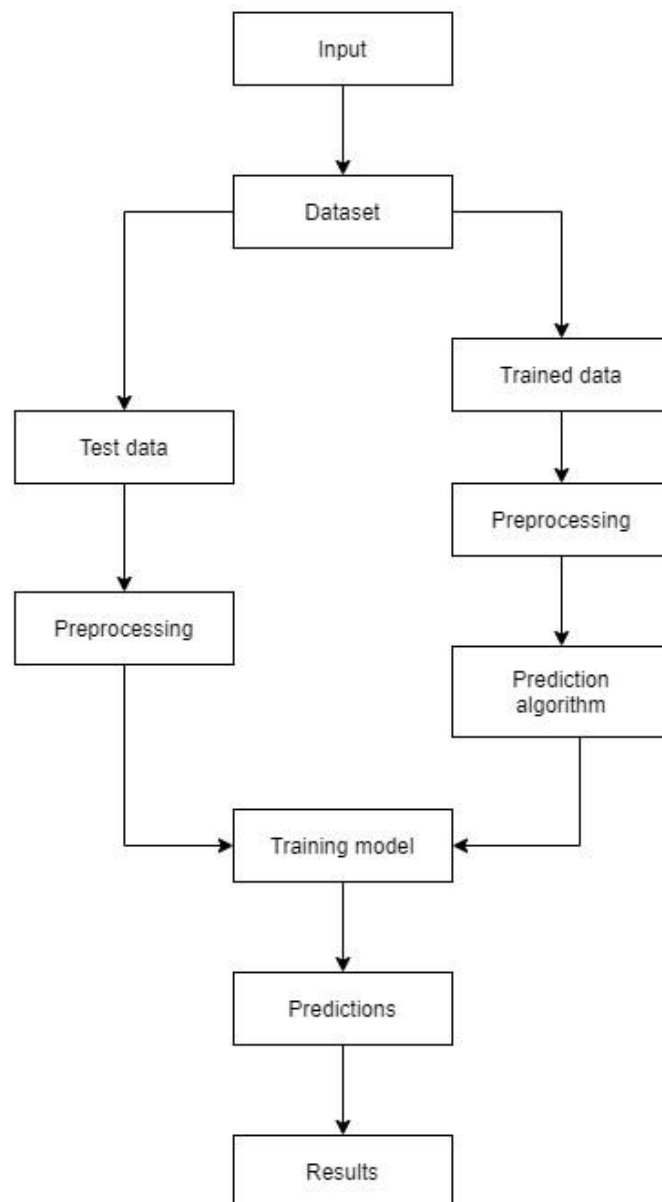 Input
Dataset
Trained data
Test data
Preprocessing
Preprocessing
Prediction
algorithm
Training model
Predictions
Results